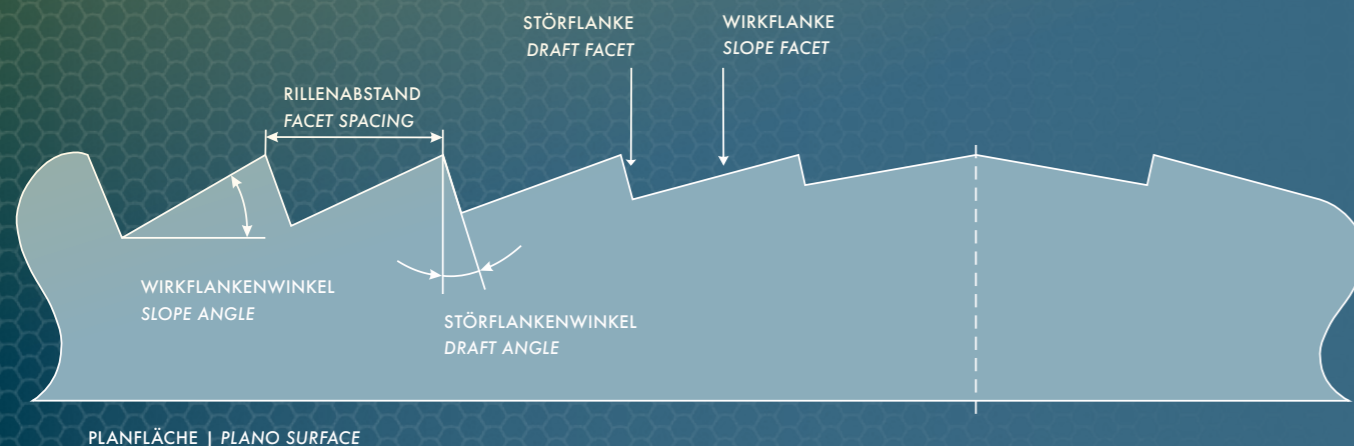 STÖRFLANKE
DRAFT FACET
WIRKFLANKE
SLOPE FACET
RILLENABSTAND
FACET SPACING
WIRKFLANKENWINKEL
SLOPE ANGLE
STÖRFLANKENWINKEL
DRAFT ANGLE
PLANFLÄCHE | PLANO SURFACE